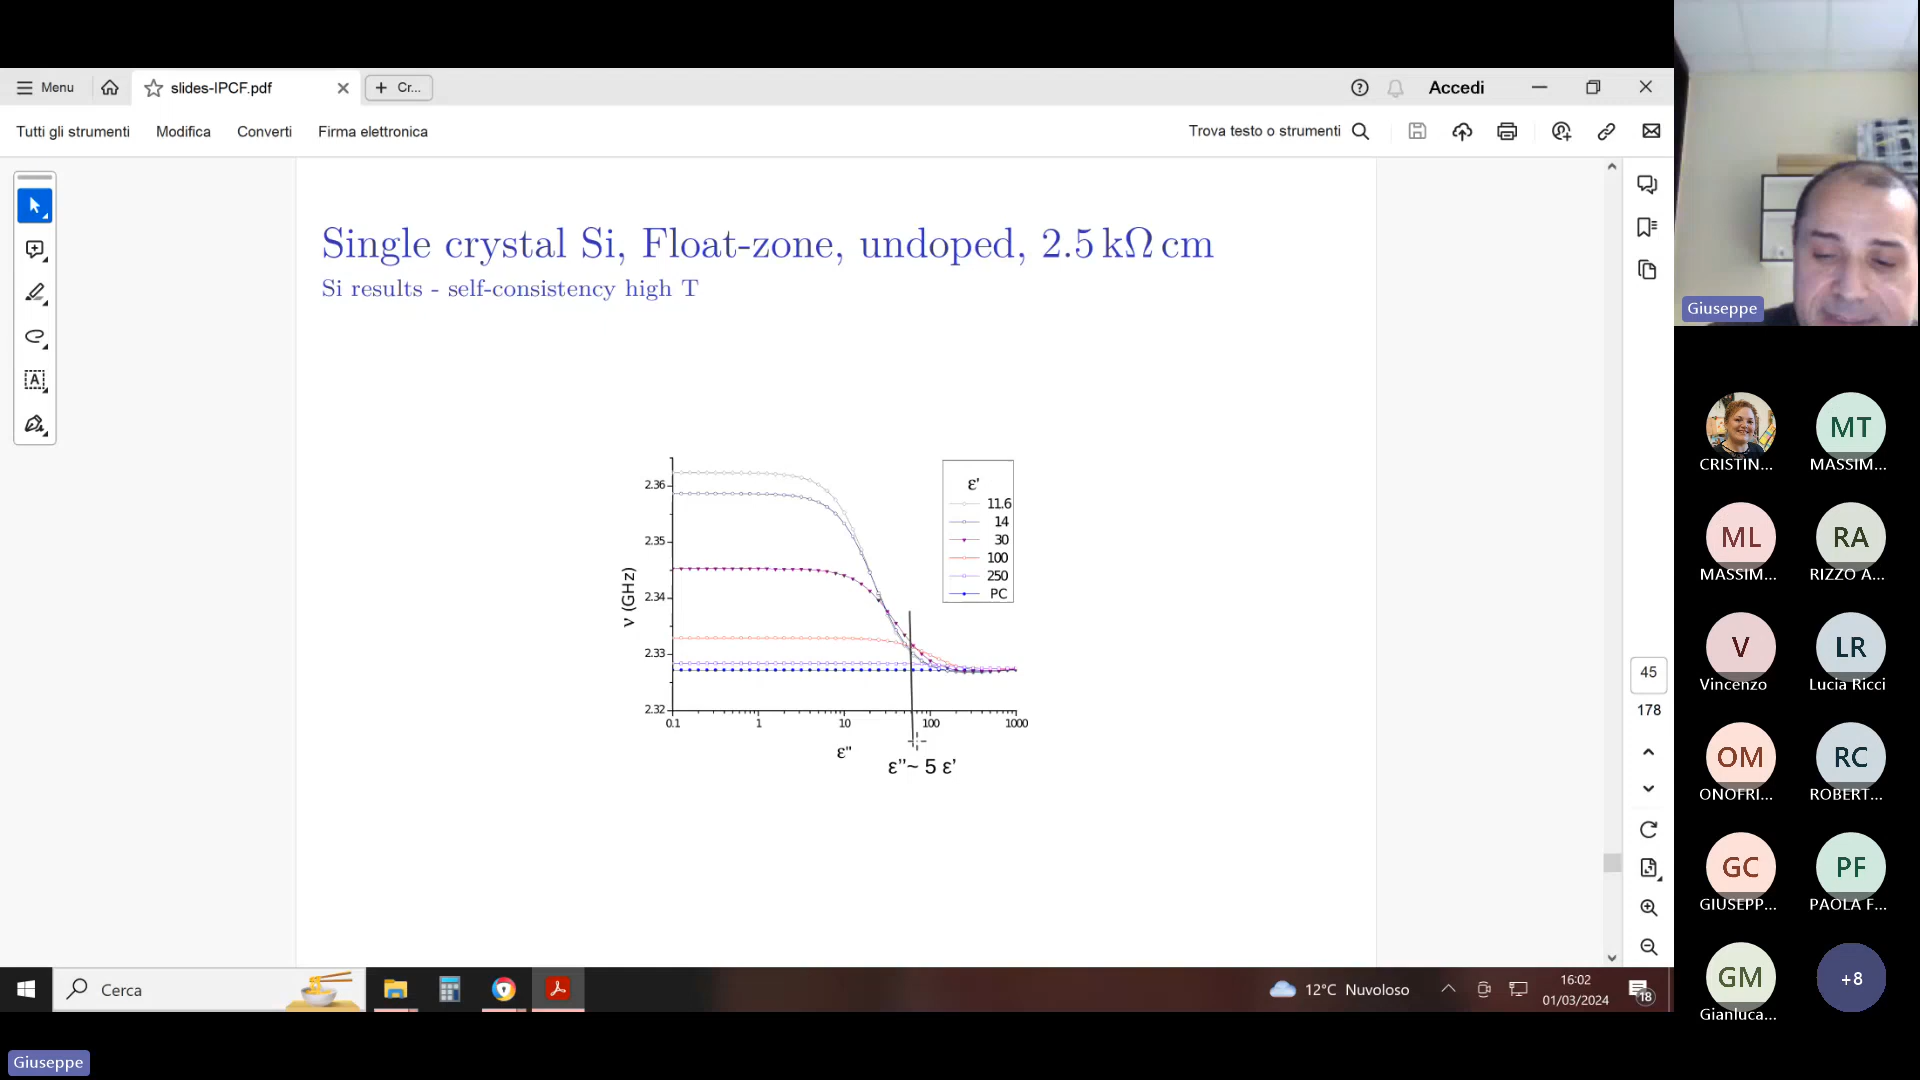 Menu
slides-IPCF.pdf
Cr...
Accedi
Tutti gli strumenti
Modifica
Converti
Firma elettronica
Trova testo o strumenti
Single crystal Si, Float-zone, undoped, 2.5 kΩ cm
Si results - self-consistency high T
2.36
2.35
2.34
2.33
2.32
ν (GHz)
0.1
1
10
100
1000
ε"
ε''~ 5 ε'
ε'
11.6
14
30
100
250
PC
45
178
Cerca
12°C Nuvoloso
16:02
01/03/2024
18
Giuseppe
CRISTIN...
MT
MASSIM...
ML
MASSIM...
RA
RIZZO A...
V
Vincenzo
LR
Lucia Ricci
OM
ONOFRI...
RC
ROBERT...
GC
GIUSEPP...
PF
PAOLA F...
GM
Gianluca...
+8
Giuseppe